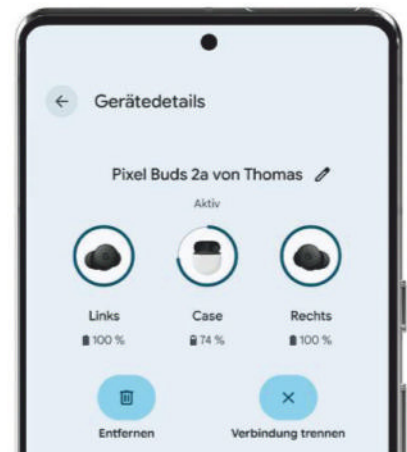 Gerätedetails
Pixel Buds 2a von Thomas
Aktiv
Links Case Rechts
100 % 74 % 100 %
Entfernen Verbindung trennen